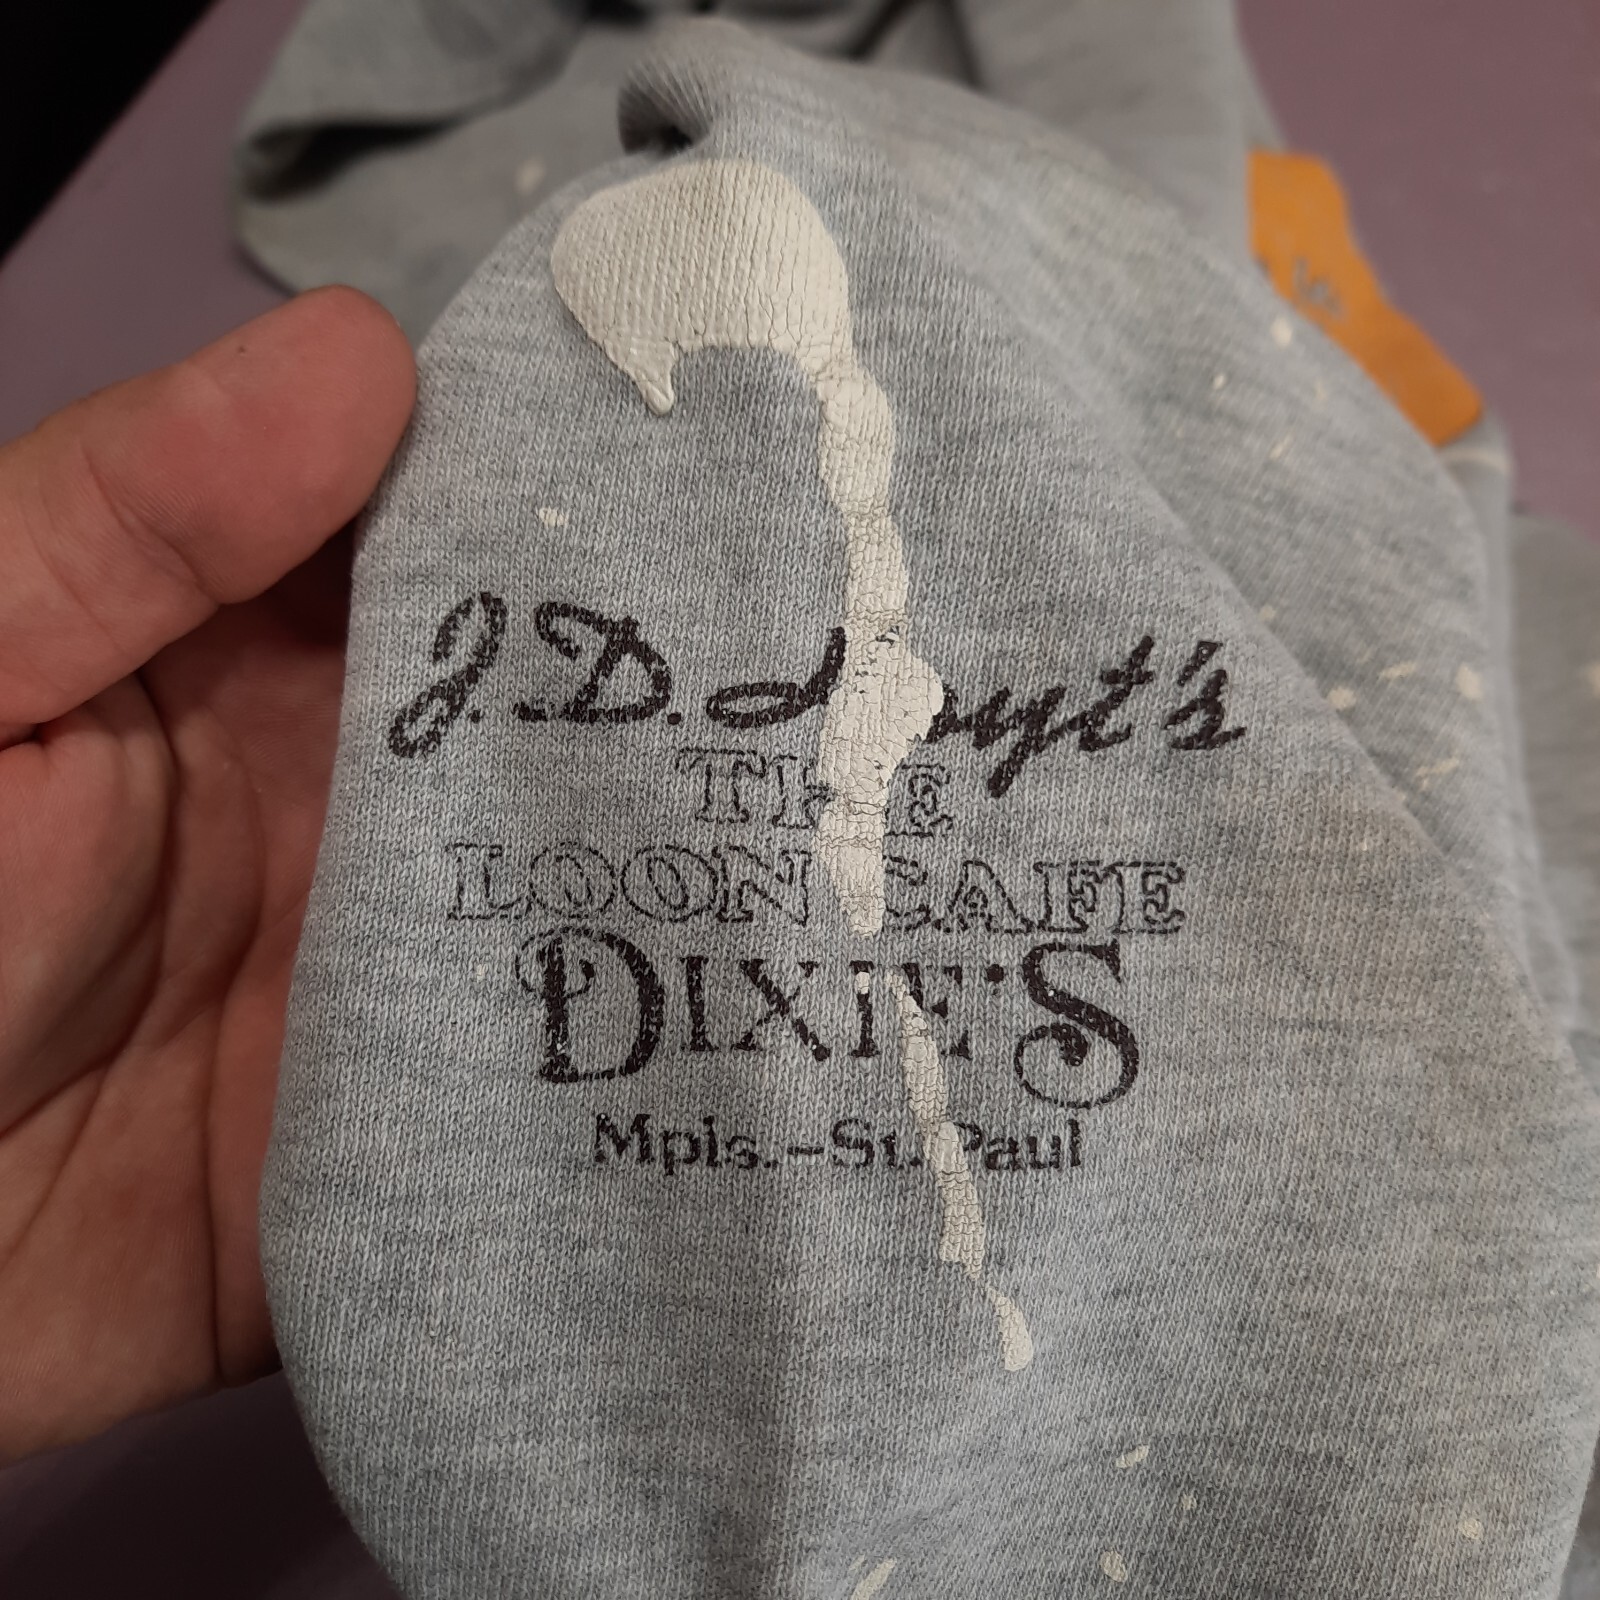 J.D. Hoyt's
THE
LOON CAFE
DIXIE'S
Mpls.-St. Paul